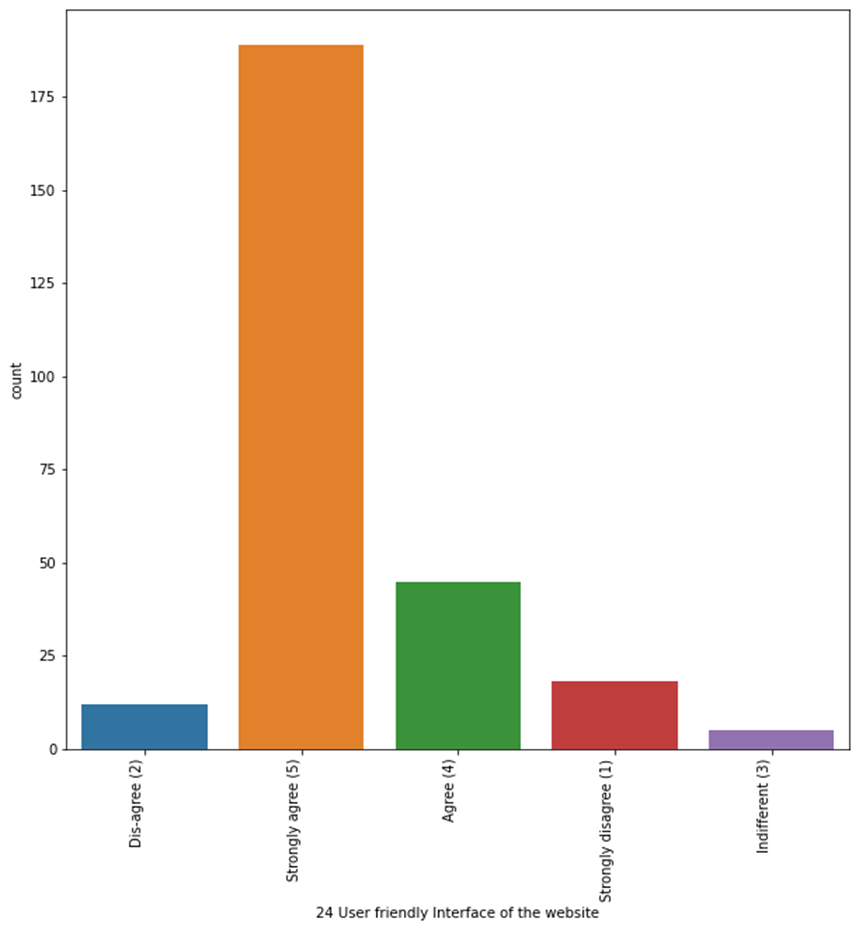 175
150
125
100
75
50
25
0
count
Dis-agree (2)
Strongly agree (5)
Agree (4)
Strongly disagree (1)
Indifferent (3)
24 User friendly Interface of the website